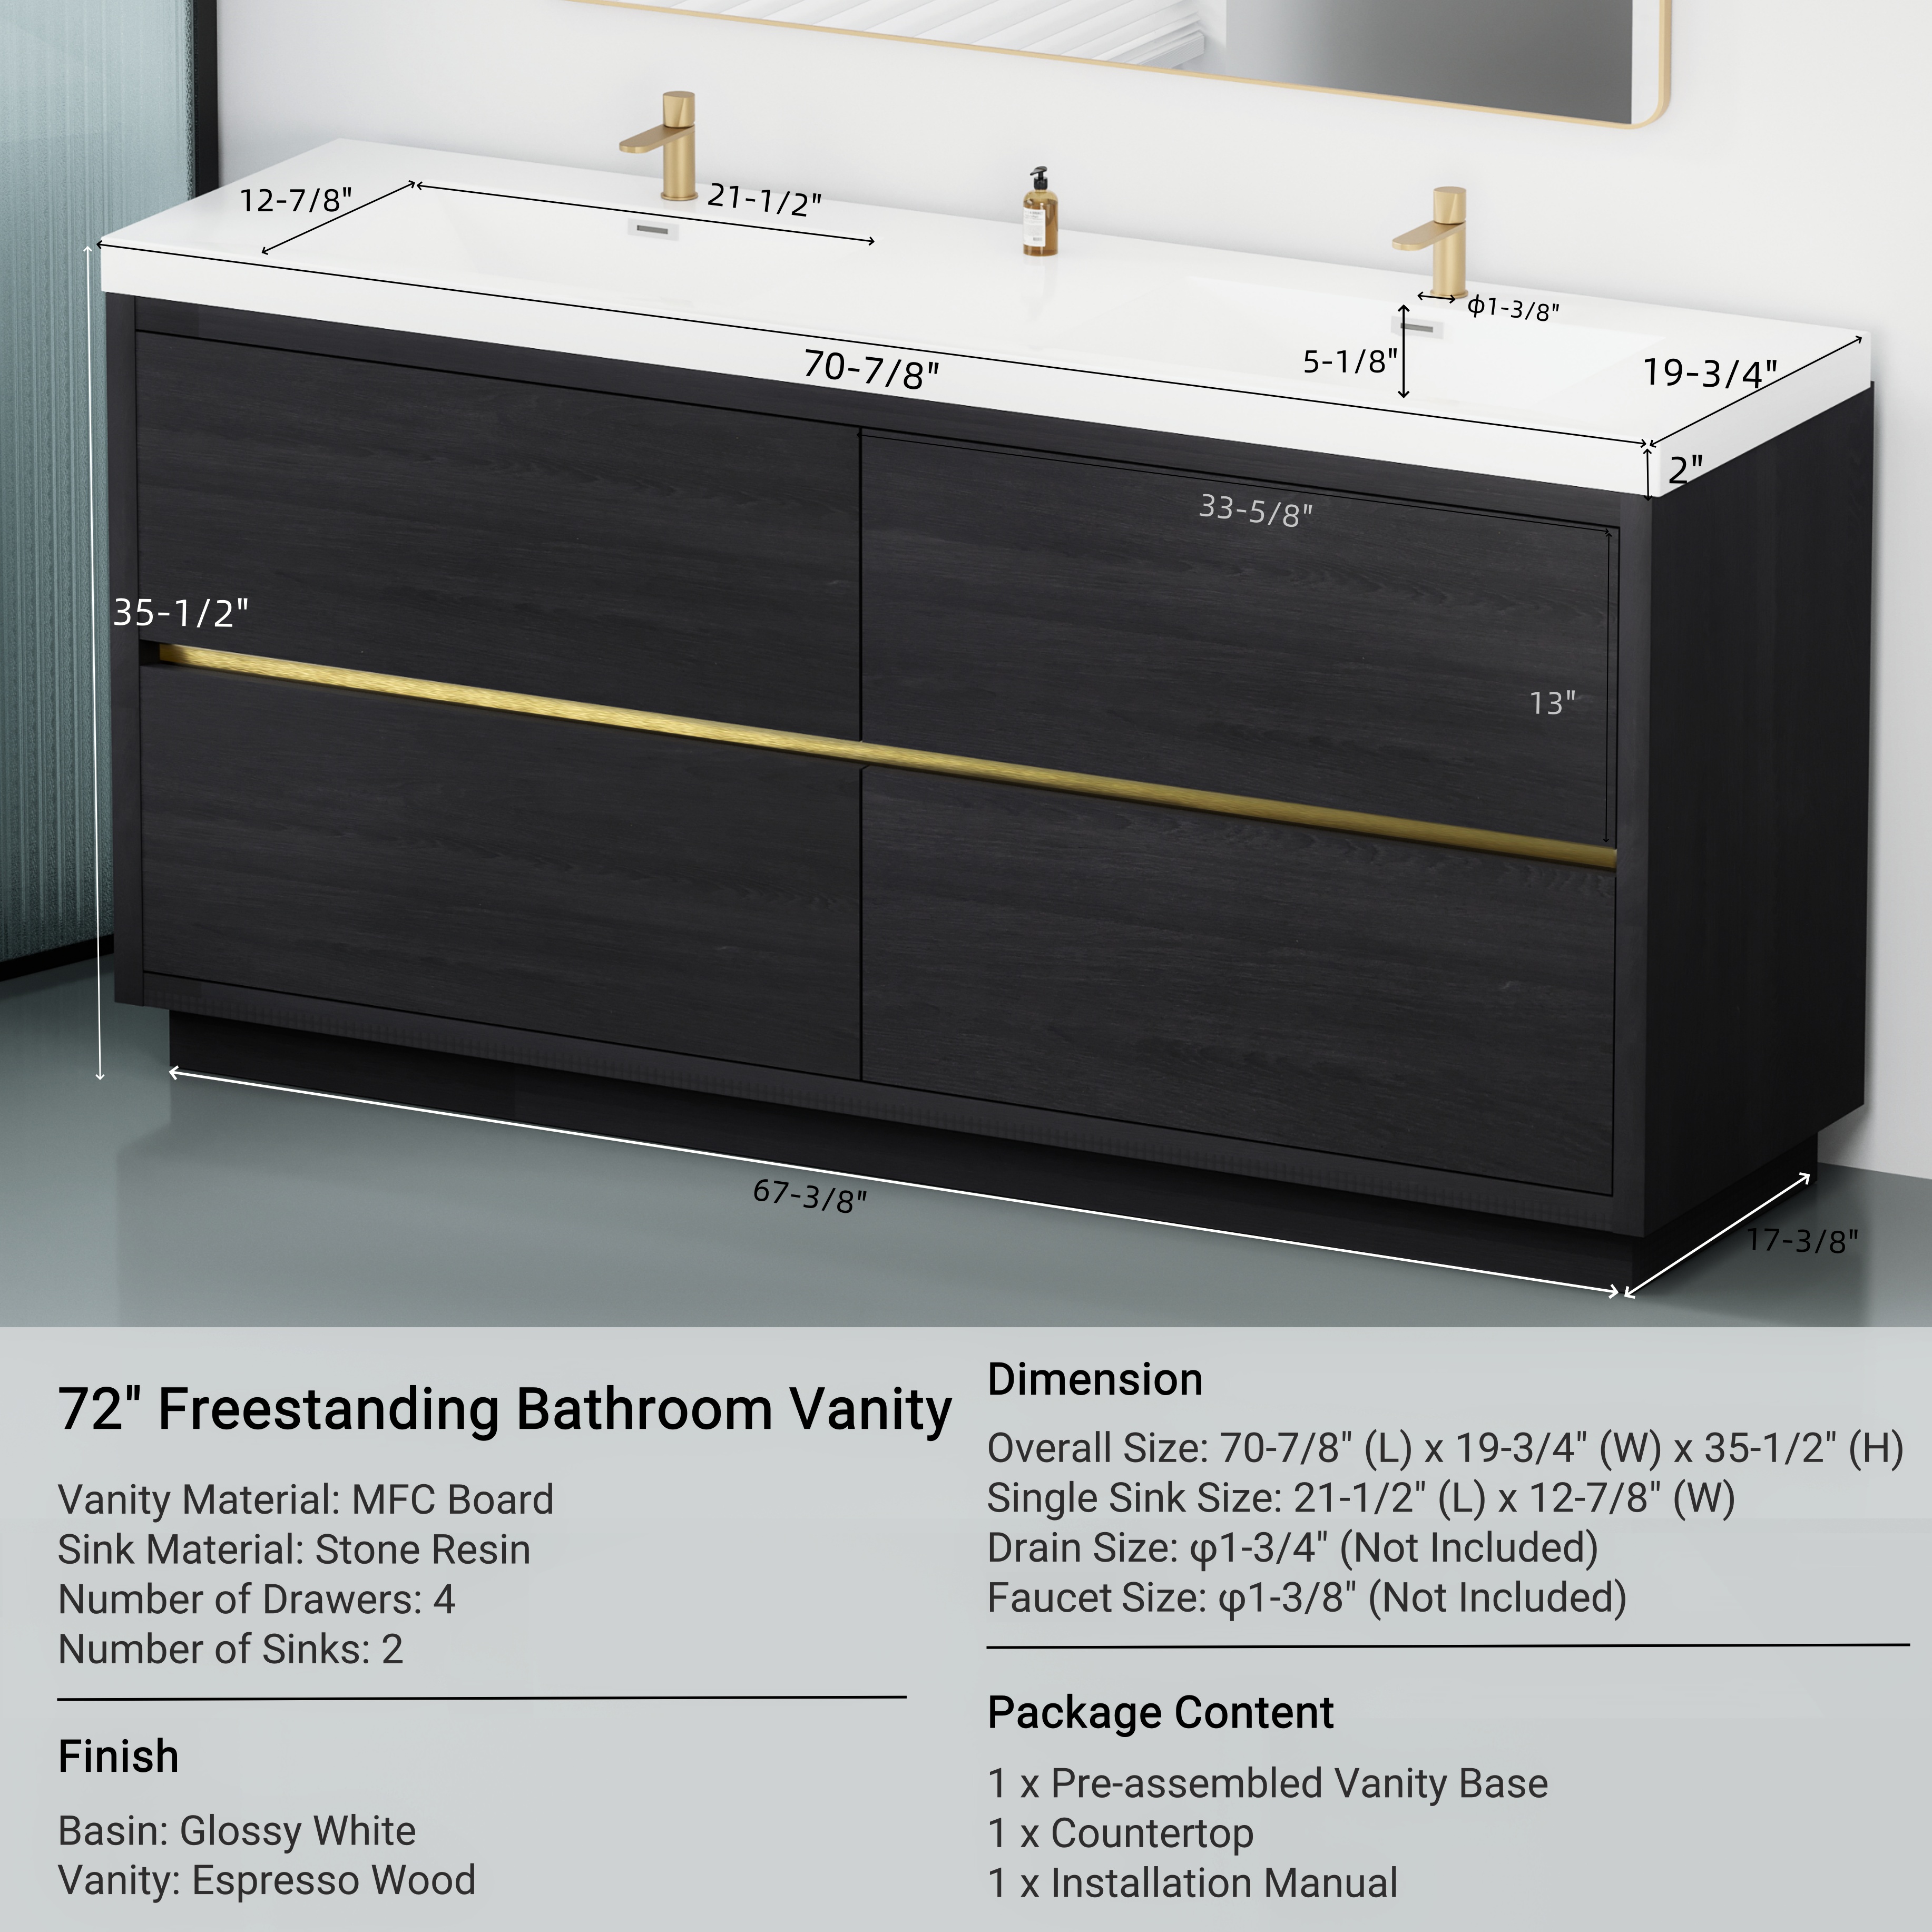 12-7/8"
21-1/2"
φ1-3/8"
5-1/8"
70-7/8"
19-3/4"
2"
33-5/8"
35-1/2"
13"
67-3/8"
17-3/8"
72" Freestanding Bathroom Vanity
Vanity Material: MFC Board
Sink Material: Stone Resin
Number of Drawers: 4
Number of Sinks: 2
Finish
Basin: Glossy White
Vanity: Espresso Wood
Dimension
Overall Size: 70-7/8" (L) x 19-3/4" (W) x 35-1/2" (H)
Single Sink Size: 21-1/2" (L) x 12-7/8" (W)
Drain Size: φ1-3/4" (Not Included)
Faucet Size: φ1-3/8" (Not Included)
Package Content
1 x Pre-assembled Vanity Base
1 x Countertop
1 x Installation Manual